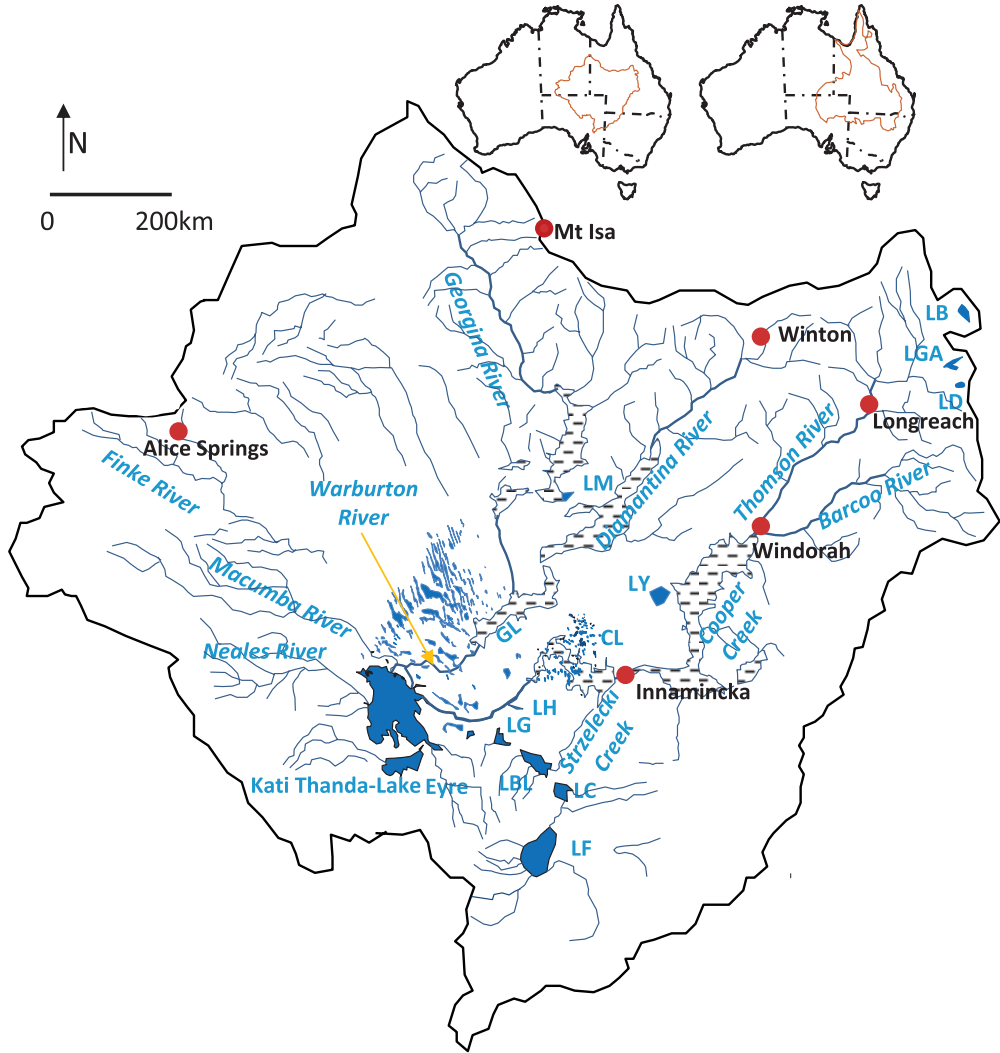 N
0 200km
Mt Isa
Georgina River
LB
Winton
LGA
LD
Longreach
Alice Springs
Finke River
Warburton
River
LM
Diamantina River
Thomson River
Barcoo River
Windorah
Macumba River
LY
Cooper
Creek
GL
CL
Neales River
Innamincka
LH
LG
Strzelecki
Creek
Kati Thanda-Lake Eyre
LBL
LC
LF